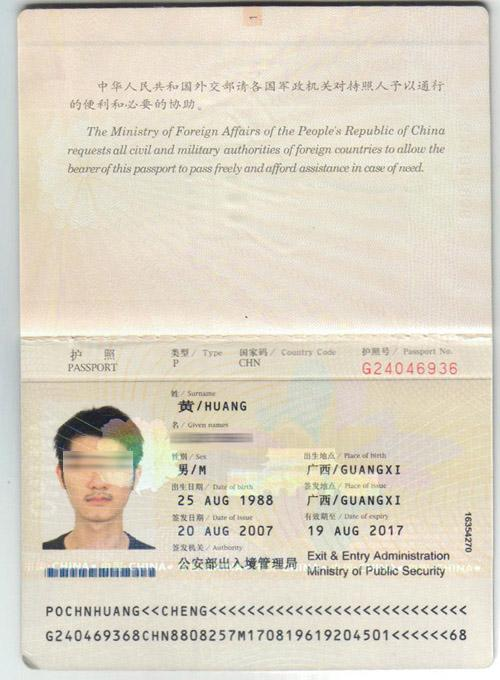 1
中华人民共和国外交部请各国军政机关对持照人予以通行
的便利和必要的协助。
The Ministry of Foreign Affairs of the People's Republic of China
requests all civil and military authorities of foreign countries to allow the
bearer of this passport to pass freely and afford assistance in case of need.
护照
PASSPORT
类型 / Type
P
国家码 / Country Code
CHN
护照号 / Passport No.
G24046936
姓 / Surname
黄/HUANG
名 / Given names
性别 / Sex
男/M
出生地点 / Place of birth
广西/GUANGXI
出生日期 / Date of birth
25 AUG 1988
签发地点 / Place of issue
广西/GUANGXI
签发日期 / Date of issue
20 AUG 2007
有效期至 / Date of expiry
19 AUG 2017
签发机关 / Authority
公安部出入境管理局
Exit & Entry Administration
Ministry of Public Security
16354270
CHINA
CHINA
POCHNHUANG<<CHENG<<<<<<<<<<<<<<<<<<<<<<<<<<<
G240469368CHN8808257M170819619204501<<<<<<68